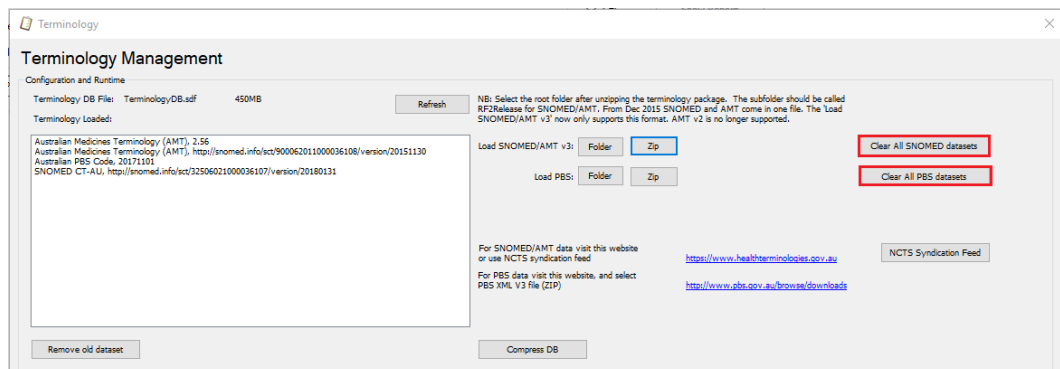 Terminology
Terminology Management
Configuration and Runtime
Terminology DB File: TerminologyDB.sdf 450MB
Refresh
Terminology Loaded:
NB: Select the root folder after unzipping the terminology package. The subfolder should be called
RF2Release for SNOMED/AMT. From Dec 2015 SNOMED and AMT come in one file. The 'Load
SNOMED/AMT v3' now only supports this format. AMT v2 is no longer supported.
Australian Medicines Terminology (AMT), 2.56
Australian Medicines Terminology (AMT), http://snomed.info/sct/900062011000036108/version/20151130
Australian PBS Code, 20171101
SNOMED CT-AU, http://snomed.info/sct/32506021000036107/version/20180131
Load SNOMED/AMT v3: Folder Zip
Clear All SNOMED datasets
Load PBS: Folder Zip
Clear All PBS datasets
For SNOMED/AMT data visit this website
or use NCTS syndication feed
https://www.healthterminologies.gov.au
NCTS Syndication Feed
For PBS data visit this website, and select
PBS XML V3 file (ZIP)
http://www.pbs.gov.au/browse/downloads
Remove old dataset
Compress DB